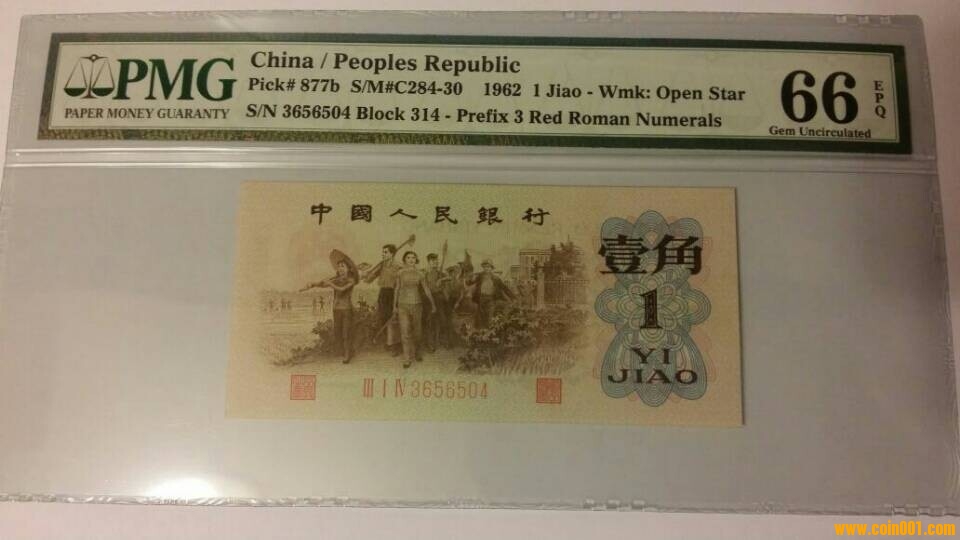 PMG
PAPER MONEY GUARANTY
China / Peoples Republic
Pick# 877b S/M#C284-30 1962 1 Jiao - Wmk: Open Star
S/N 3656504 Block 314 - Prefix 3 Red Roman Numerals
66
EPQ
Gem Uncirculated
中國人民銀行
壹角
1
YI
JIAO
III I IV 3656504
www.coin001.com